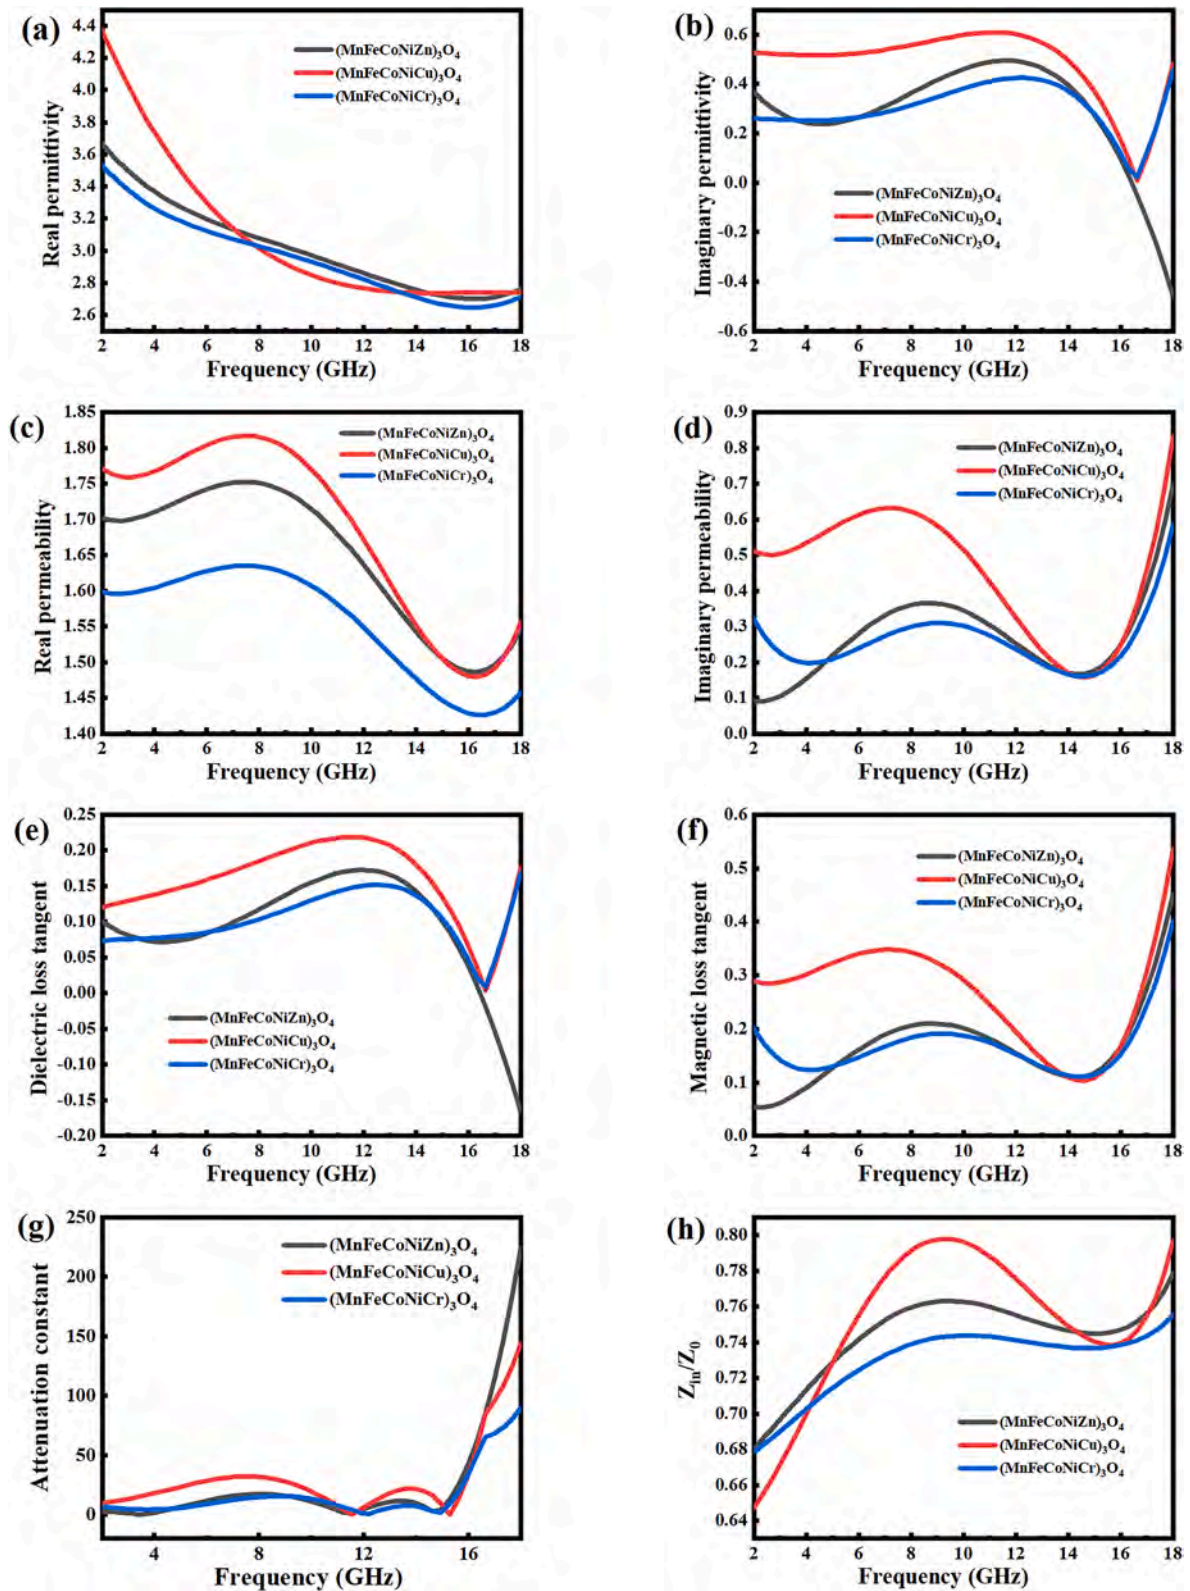 (a)
(MnFeCoNiZn)₃O₄
(MnFeCoNiCu)₃O₄
(MnFeCoNiCr)₃O₄
4.4
4.2
4.0
3.8
3.6
3.4
3.2
3.0
2.8
2.6
Real permittivity
2 4 6 8 10 12 14 16 18
Frequency (GHz)
(b)
0.6
0.4
0.2
0.0
-0.2
-0.4
-0.6
Imaginary permittivity
(MnFeCoNiZn)₃O₄
(MnFeCoNiCu)₃O₄
(MnFeCoNiCr)₃O₄
2 4 6 8 10 12 14 16 18
Frequency (GHz)
(c)
1.85
1.80
1.75
1.70
1.65
1.60
1.55
1.50
1.45
1.40
Real permeability
(MnFeCoNiZn)₃O₄
(MnFeCoNiCu)₃O₄
(MnFeCoNiCr)₃O₄
2 4 6 8 10 12 14 16 18
Frequency (GHz)
(d)
0.9
0.8
0.7
0.6
0.5
0.4
0.3
0.2
0.1
0.0
Imaginary permeability
(MnFeCoNiZn)₃O₄
(MnFeCoNiCu)₃O₄
(MnFeCoNiCr)₃O₄
2 4 6 8 10 12 14 16 18
Frequency (GHz)
(e)
0.25
0.20
0.15
0.10
0.05
0.00
-0.05
-0.10
-0.15
-0.20
Dielectric loss tangent
(MnFeCoNiZn)₃O₄
(MnFeCoNiCu)₃O₄
(MnFeCoNiCr)₃O₄
2 4 6 8 10 12 14 16 18
Frequency (GHz)
(f)
0.6
0.5
0.4
0.3
0.2
0.1
0.0
Magnetic loss tangent
(MnFeCoNiZn)₃O₄
(MnFeCoNiCu)₃O₄
(MnFeCoNiCr)₃O₄
2 4 6 8 10 12 14 16 18
Frequency (GHz)
(g)
250
200
150
100
50
0
Attenuation constant
(MnFeCoNiZn)₃O₄
(MnFeCoNiCu)₃O₄
(MnFeCoNiCr)₃O₄
4 8 12 16
Frequency (GHz)
(h)
0.80
0.78
0.76
0.74
0.72
0.70
0.68
0.66
0.64
Zᵢₙ/Z₀
(MnFeCoNiZn)₃O₄
(MnFeCoNiCu)₃O₄
(MnFeCoNiCr)₃O₄
2 4 6 8 10 12 14 16 18
Frequency (GHz)